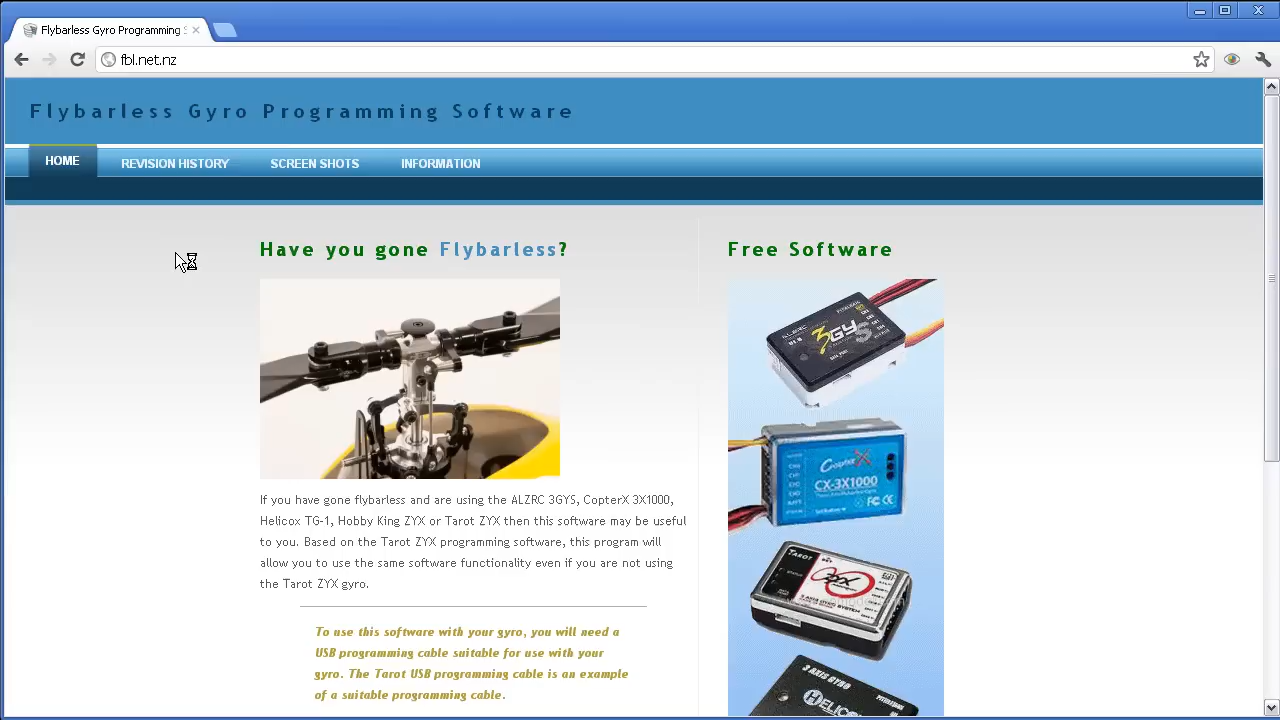 Flybarless Gyro Programming S
fbl.net.nz
Flybarless Gyro Programming Software
HOME
REVISION HISTORY
SCREEN SHOTS
INFORMATION
Have you gone Flybarless?
Free Software
3GYS
If you have gone flybarless and are using the ALZRC 3GYS, CopterX 3X1000,
Helicox TG-1, Hobby King ZYX or Tarot ZYX then this software may be useful
to you. Based on the Tarot ZYX programming software, this program will
allow you to use the same software functionality even if you are not using
the Tarot ZYX gyro.
CopterX
CX-3X1000
FC CE
To use this software with your gyro, you will need a
USB programming cable suitable for use with your
gyro. The Tarot USB programming cable is an example
of a suitable programming cable.
TAROT
ZYX
3 AXIS GYRO SYSTEM
3 AXIS GYRO